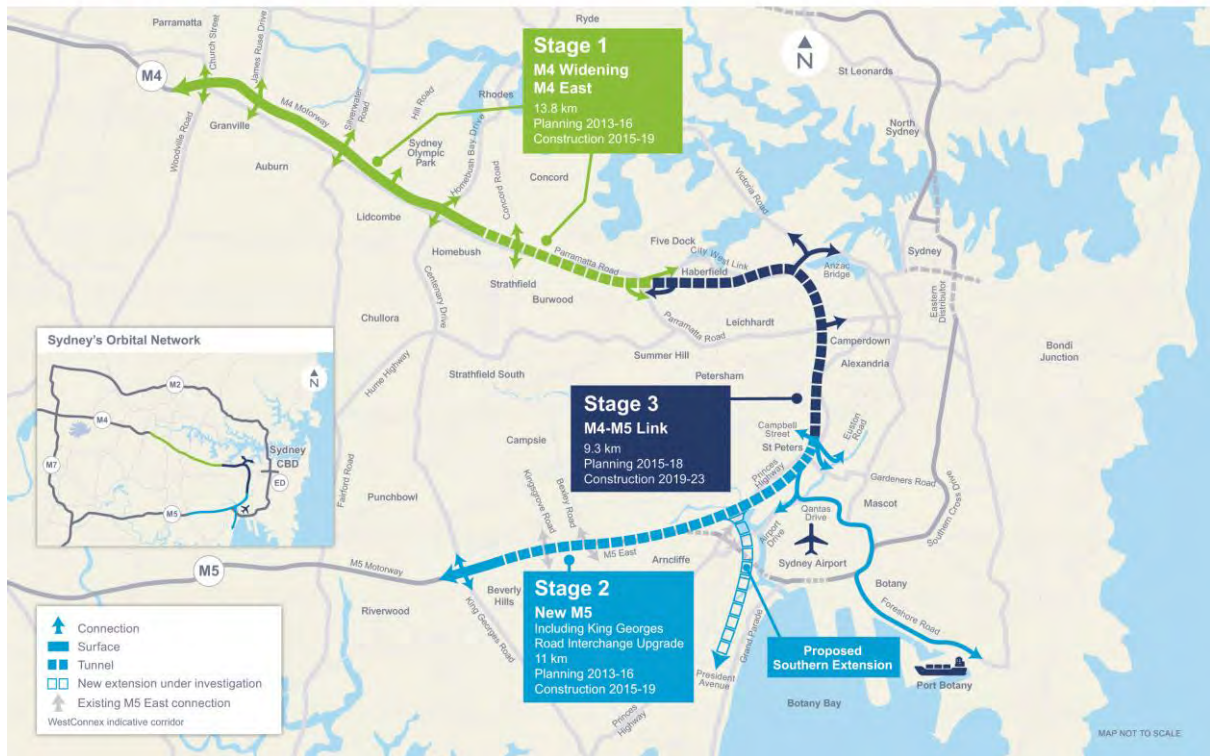 Stage 1
M4 Widening
M4 East
13.8 km
Planning 2013-16
Construction 2015-19
Stage 3
M4-M5 Link
9.3 km
Planning 2015-18
Construction 2019-23
Stage 2
New M5
Including King Georges
Road Interchange Upgrade
11 km
Planning 2013-16
Construction 2015-19
Proposed
Southern Extension
N
Parramatta
Church Street
James Ruse Drive
Ryde
St Leonards
M4
M4 Motorway
Silverwater
Road
Hill Road
Rhodes
North
Sydney
Woodville Road
Granville
Auburn
Sydney
Olympic
Park
Homebush Bay Drive
Concord Road
Concord
Victoria Road
Lidcombe
Homebush
Parramatta Road
Five Dock
City West Link
Haberfield
Anzac
Bridge
Sydney
Eastern
Distributor
Strathfield
Burwood
Centenary Drive
Chullora
Parramatta Road
Leichhardt
Camperdown
Bondi
Junction
Summer Hill
Alexandria
Hume Highway
Strathfield South
Petersham
Sydney's Orbital Network
N
M2
M4
M7
Sydney
CBD
ED
M5
Campbell
Street
Euston
Road
St Peters
Campsie
Princes
Highway
Gardeners Road
Fairford Road
Punchbowl
Kingsgrove Road
Bexley Road
Mascot
Southern Cross Drive
Qantas
Drive
Airport
Drive
M5 East
Arncliffe
Sydney Airport
M5
M5 Motorway
Beverly
Hills
Riverwood
King Georges Road
Botany
Foreshore Road
Grand Parade
President
Avenue
Port Botany
Princes
Highway
Botany Bay
Connection
Surface
Tunnel
New extension under investigation
Existing M5 East connection
WestConnex indicative corridor
MAP NOT TO SCALE